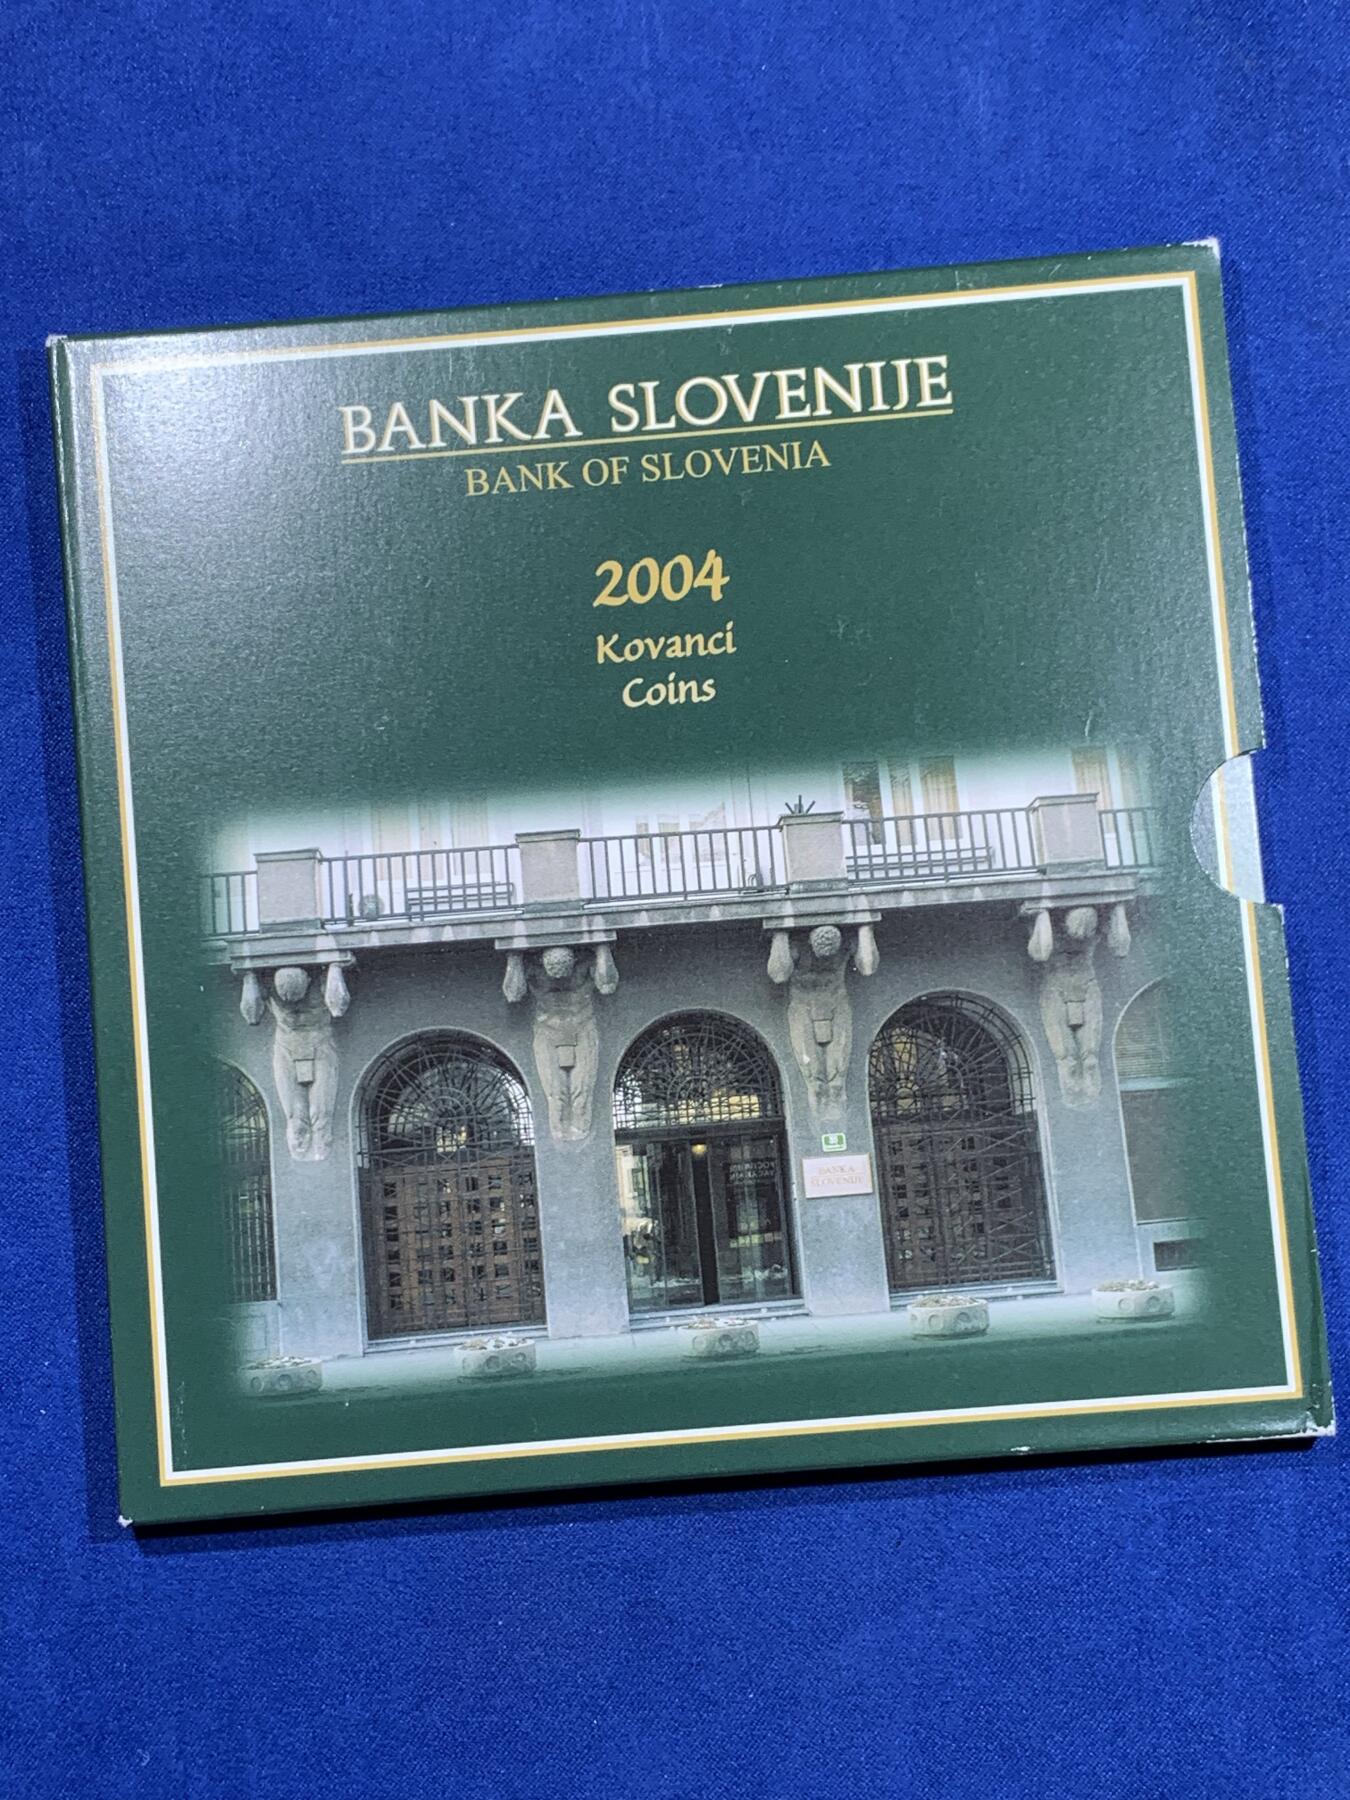 BANKA SLOVENIJE
BANK OF SLOVENIA
2004
Kovanci
Coins
BANKA
SLOVENIJE